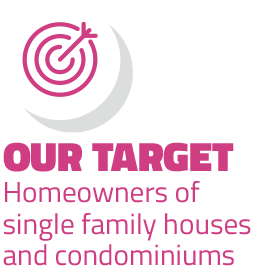 OUR TARGET
Homeowners of
single family houses
and condominiums